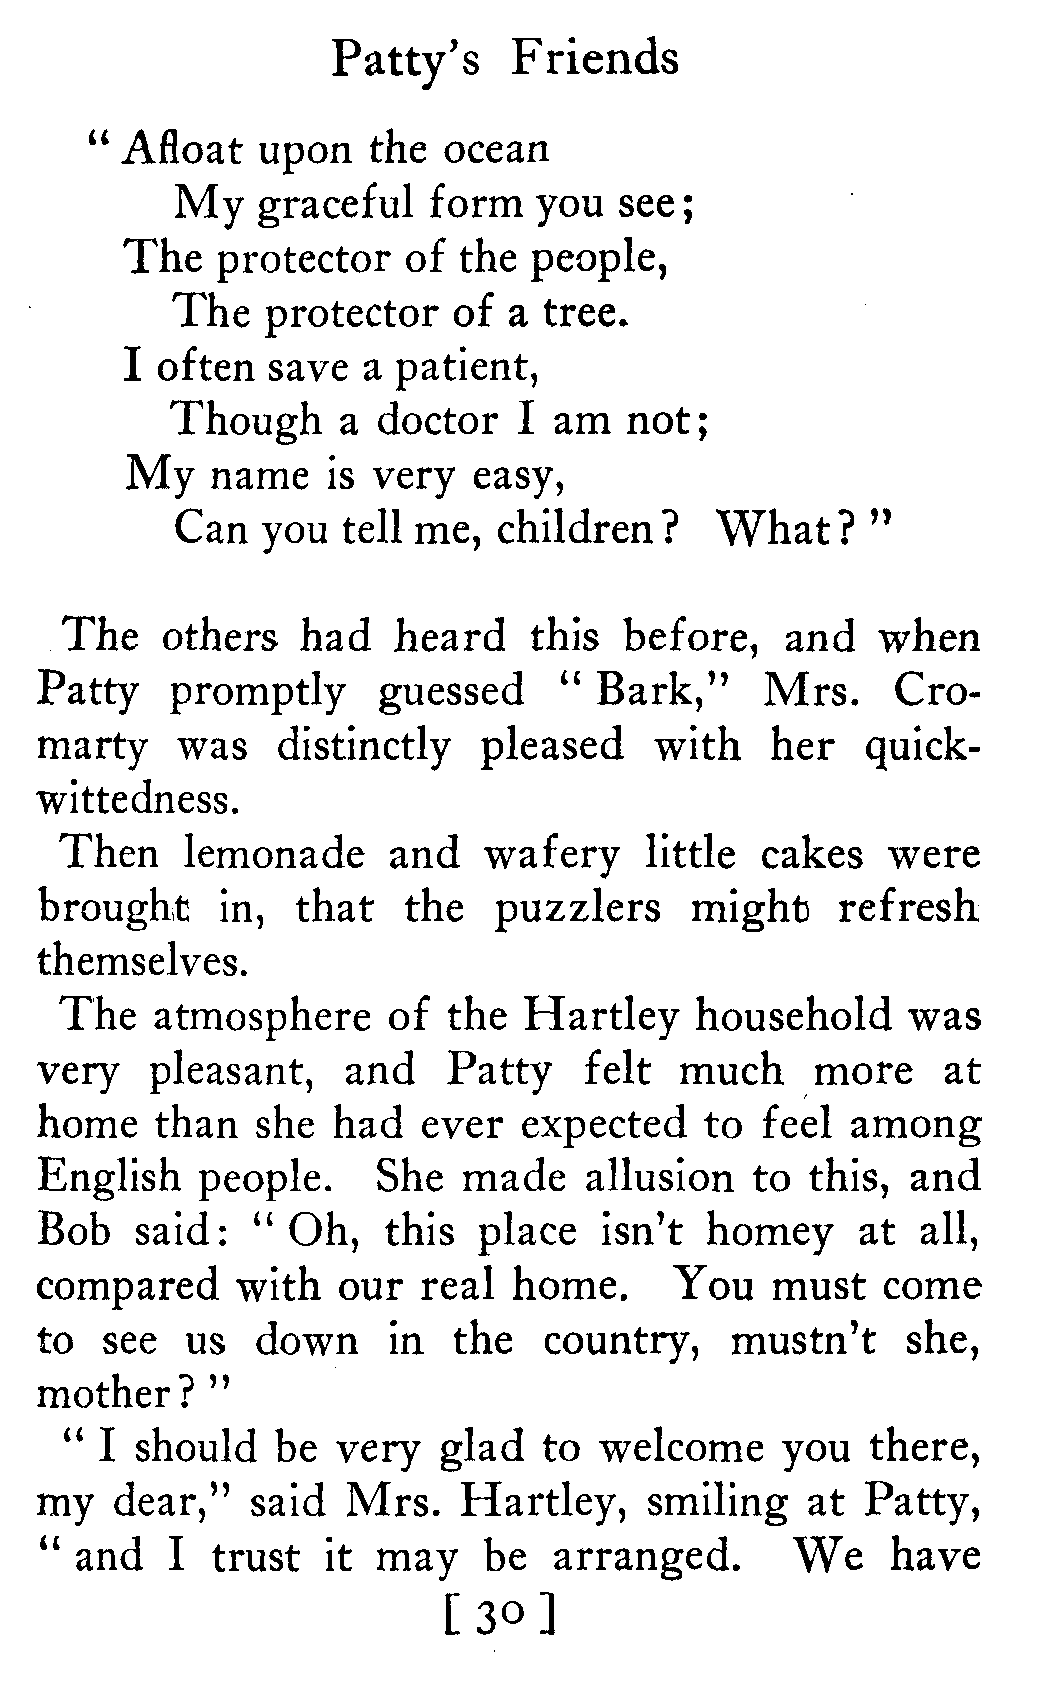 Patty's Friends
" Afloat upon the ocean
My graceful form you see;
The protector of the people,
The protector of a tree.
I often save a patient,
Though a doctor I am not;
My name is very easy,
Can you tell me, children? What? "
The others had heard this before, and when
Patty promptly guessed " Bark," Mrs. Cro-
marty was distinctly pleased with her quick-
wittedness.
Then lemonade and wafery little cakes were
brought in, that the puzzlers might refresh
themselves.
The atmosphere of the Hartley household was
very pleasant, and Patty felt much more at
home than she had ever expected to feel among
English people. She made allusion to this, and
Bob said: " Oh, this place isn't homey at all,
compared with our real home. You must come
to see us down in the country, mustn't she,
mother? "
" I should be very glad to welcome you there,
my dear," said Mrs. Hartley, smiling at Patty,
" and I trust it may be arranged. We have
[ 30 ]